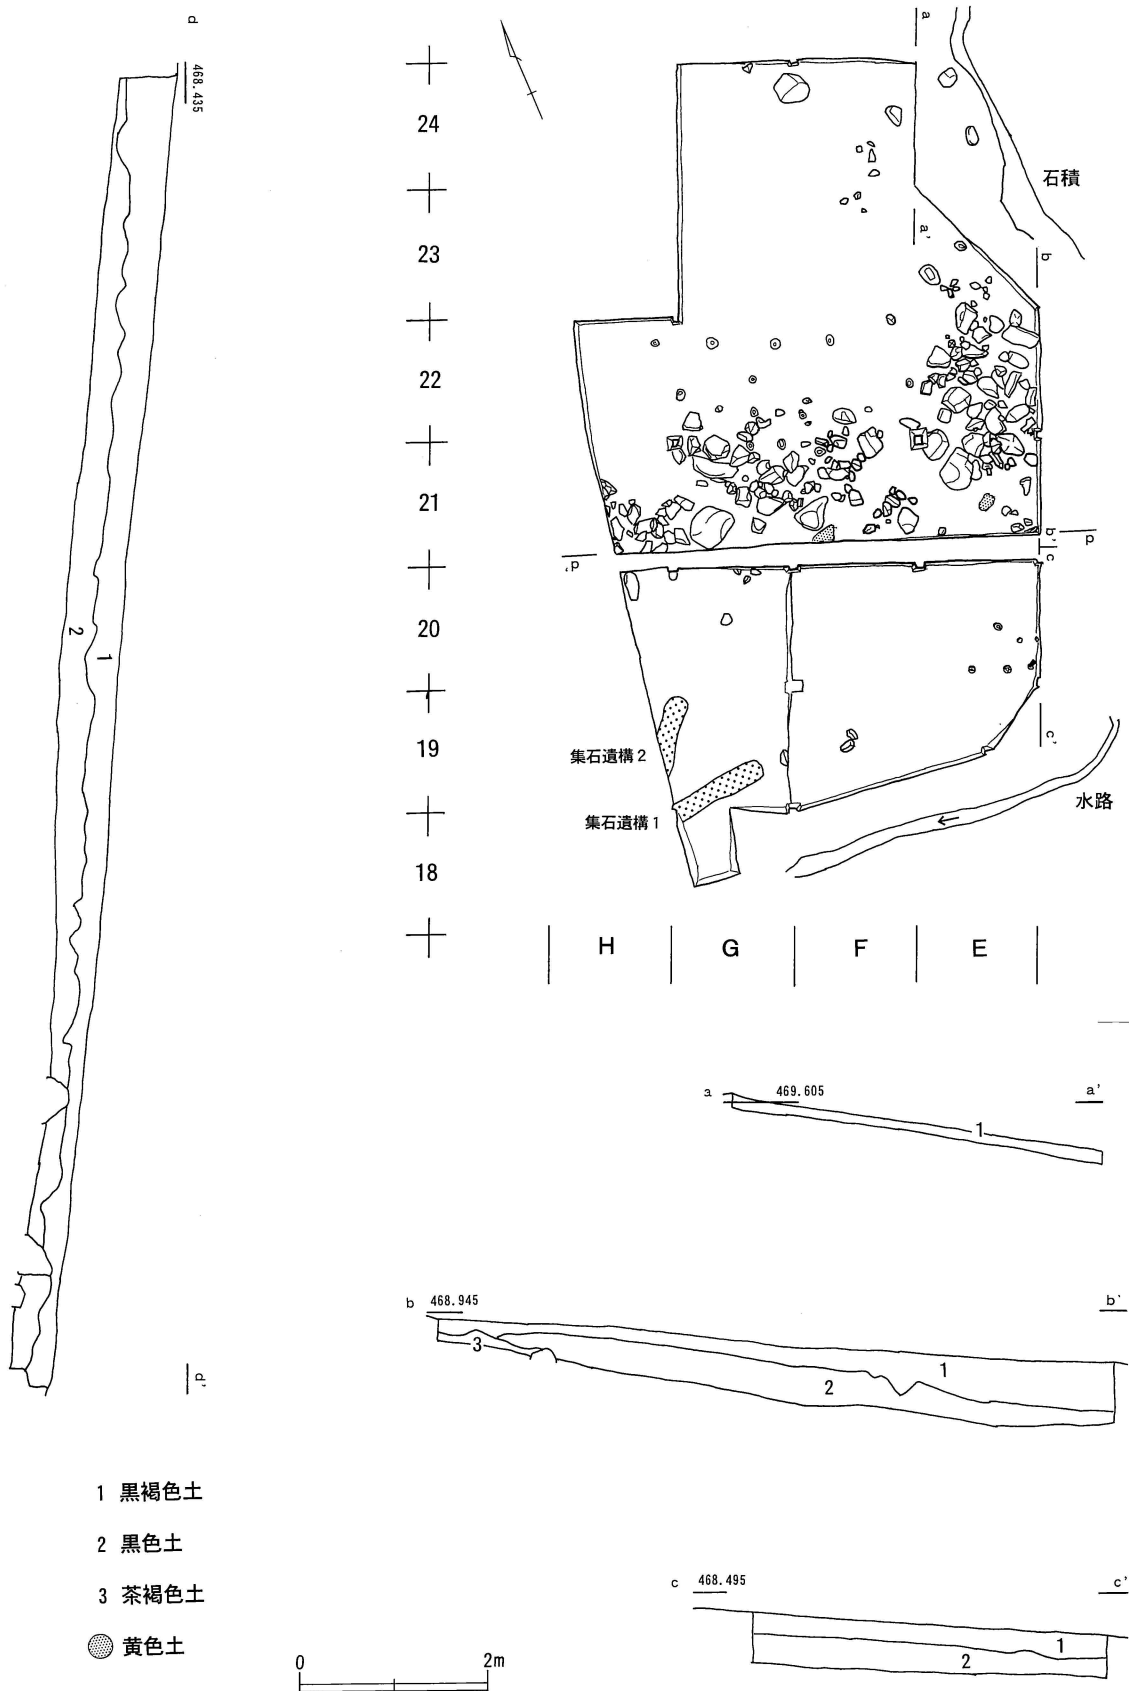 d
468.435
2
1
d'
24
23
22
21
20
19
18
a
a'
石積
b
b'
c
d
d'
c'
集石遺構2
集石遺構1
水路
←
H G F E
a 469.605 a'
1
b 468.945 b'
3
1
2
c 468.495 c'
1
2
1 黒褐色土
2 黒色土
3 茶褐色土
黄色土
0 2m